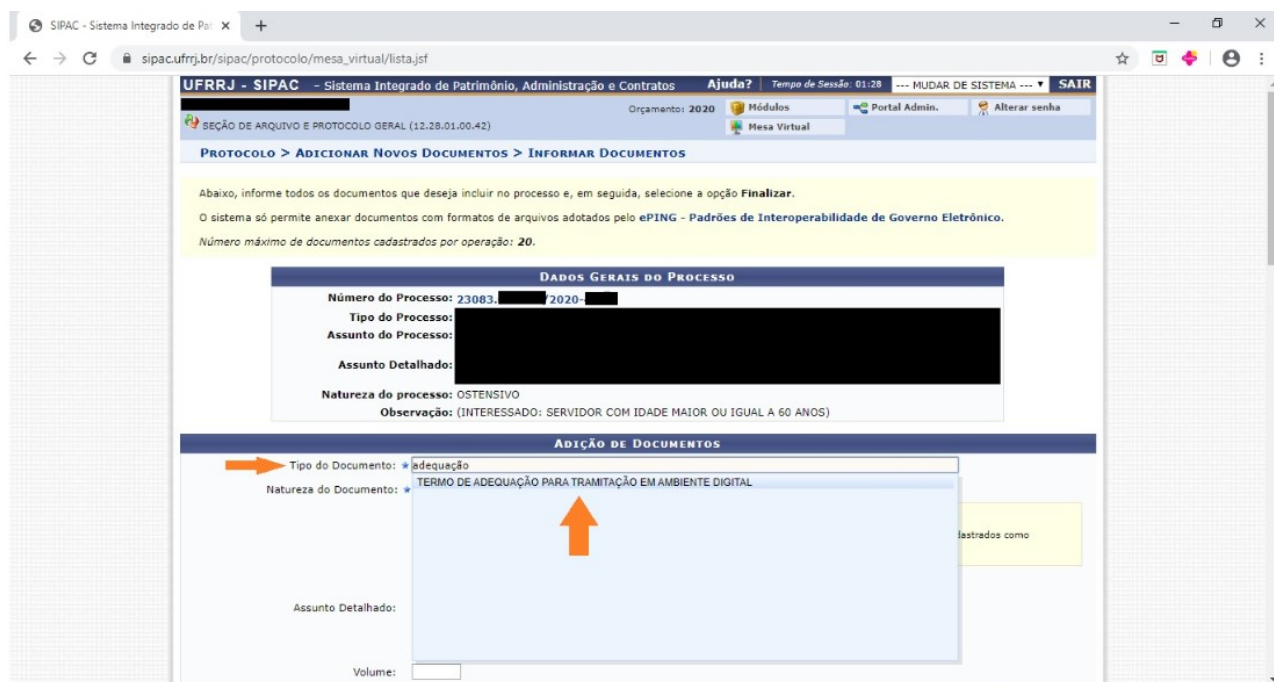 SIPAC - Sistema Integrado de Pat
sipac.ufrrj.br/sipac/protocolo/mesa_virtual/lista.jsf
UFRRJ - SIPAC - Sistema Integrado de Patrimônio, Administração e Contratos Ajuda? Tempo de Sessão: 01:28 --- MUDAR DE SISTEMA --- SAIR
Orçamento: 2020 Módulos Portal Admin. Alterar senha
SEÇÃO DE ARQUIVO E PROTOCOLO GERAL (12.28.01.00.42) Mesa Virtual
PROTOCOLO > ADICIONAR NOVOS DOCUMENTOS > INFORMAR DOCUMENTOS
Abaixo, informe todos os documentos que deseja incluir no processo e, em seguida, selecione a opção Finalizar.
O sistema só permite anexar documentos com formatos de arquivos adotados pelo ePING - Padrões de Interoperabilidade de Governo Eletrônico.
Número máximo de documentos cadastrados por operação: 20.
DADOS GERAIS DO PROCESSO
Número do Processo: 23083. /2020-
Tipo do Processo:
Assunto do Processo:
Assunto Detalhado:
Natureza do processo: OSTENSIVO
Observação: (INTERESSADO: SERVIDOR COM IDADE MAIOR OU IGUAL A 60 ANOS)
ADIÇÃO DE DOCUMENTOS
Tipo do Documento: adequação
TERMO DE ADEQUAÇÃO PARA TRAMITAÇÃO EM AMBIENTE DIGITAL
Natureza do Documento:
dastrados como
Assunto Detalhado:
Volume: